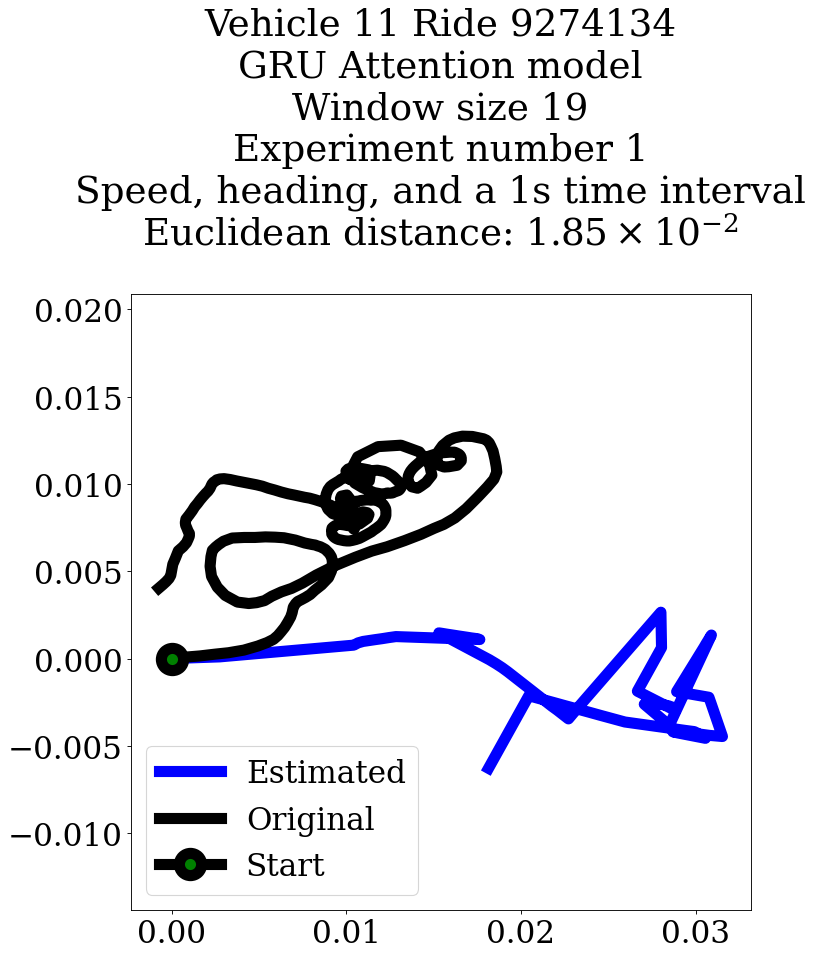 Vehicle 11 Ride 9274134
GRU Attention model
Window size 19
Experiment number 1
Speed, heading, and a 1s time interval
Euclidean distance: 1.85 × 10⁻²
0.020
0.015
0.010
0.005
0.000
−0.005
−0.010
Estimated
Original
Start
0.00 0.01 0.02 0.03